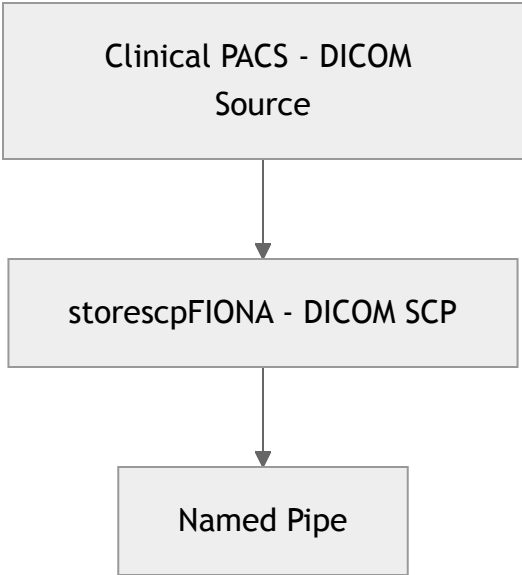 Clinical PACS - DICOM
Source
storescpFIONA - DICOM SCP
Named Pipe